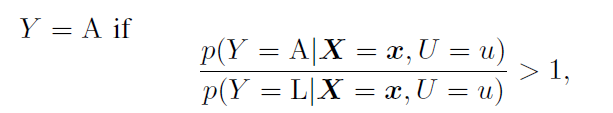 Y = A if
p(Y = A|X = x, U = u)
p(Y = L|X = x, U = u)
> 1,